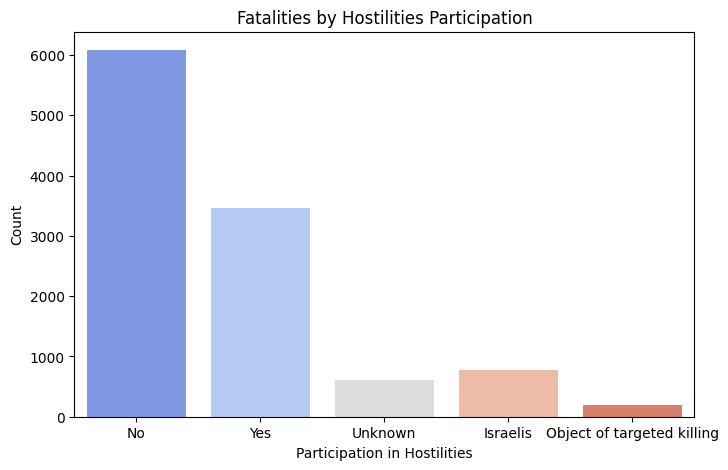 Fatalities by Hostilities Participation
Count
6000
5000
4000
3000
2000
1000
0
No Yes Unknown Israelis Object of targeted killing
Participation in Hostilities